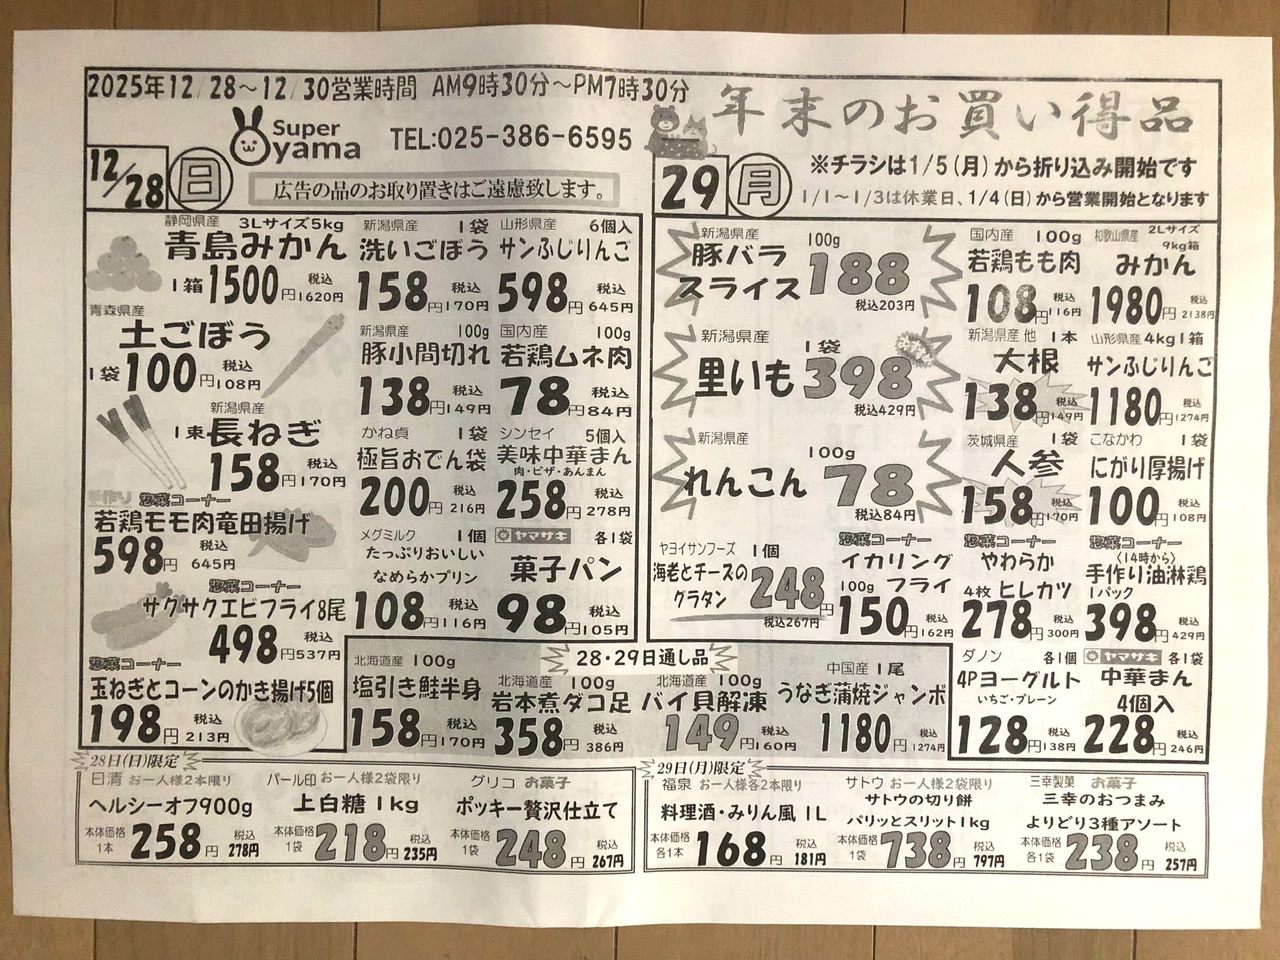 2025年12/28～12/30営業時間 AM9時30分～PM7時30分
Super Oyama
TEL:025-386-6595
年末のお買い得品
12/28 日
広告の品のお取り置きはご遠慮致します。
29 月
※チラシは1/5(月)から折り込み開始です
1/1～1/3は休業日、1/4(日)から営業開始となります
静岡県産 3Lサイズ5kg
青島みかん
1箱 1500円 税込1620円
青森県産
土ごぼう
1袋 100円 税込108円
新潟県産
1束 長ねぎ
158円 税込170円
手作り 惣菜コーナー
若鶏モモ肉竜田揚げ
598円 税込645円
惣菜コーナー
サクサクエビフライ8尾
498円 税込537円
惣菜コーナー
玉ねぎとコーンのかき揚げ5個
198円 税込213円
新潟県産 1袋
洗いごぼう
158円 税込170円
新潟県産 100g
豚小間切れ
138円 税込149円
かね貞 1袋
極旨おでん袋
200円 税込216円
メグミルク 1個
たっぷりおいしい
なめらかプリン
108円 税込116円
山形県産 6個入
サンふじりんご
598円 税込645円
国内産 100g
若鶏ムネ肉
78円 税込84円
シンセイ 5個入
美味中華まん
肉・ピザ・あんまん
258円 税込278円
ヤマザキ 各1袋
菓子パン
98円 税込105円
新潟県産
豚バラスライス
100g 188
税込203円
新潟県産
里いも
1袋 398
税込429円
新潟県産
れんこん
100g 78
税込84円
ヤヨイサンフーズ 1個
海老とチーズの
グラタン
248円
税込267円
惣菜コーナー
イカリング
100g フライ
150円 税込162円
国内産 100g
若鶏もも肉
108円 税込116円
新潟県産 他 1本
大根
138円 税込149円
茨城県産 1袋
人参
158円 税込170円
惣菜コーナー
やわらか
4枚 ヒレカツ
278円 税込300円
ダノン 各1個
4Pヨーグルト
いちご・プレーン
128円 税込138円
和歌山県産 2Lサイズ 9kg箱
みかん
1980円 税込2138円
山形県産 4kg1箱
サンふじりんご
1180円 税込1274円
こなかわ 1袋
にがり厚揚げ
100円 税込108円
惣菜コーナー
(14時から)
手作り油淋鶏
1パック
398円 税込429円
ヤマザキ 各1袋
中華まん
4個入
228円 税込246円
28・29日通し品
北海道産 100g
塩引き鮭半身
158円 税込170円
北海道産 100g
岩本煮ダコ足
358円 税込386円
北海道産 100g
バイ貝解凍
149円 税込160円
中国産 1尾
うなぎ蒲焼ジャンボ
1180円 税込1274円
28日(日)限定
日清 お一人様2本限り
ヘルシーオフ900g
本体価格 1本 258円 税込278円
パール印 お一人様2袋限り
上白糖 1kg
本体価格 1袋 218円 税込235円
グリコ お菓子
ポッキー贅沢仕立て
本体価格 1袋 248円 税込267円
29日(月)限定
福泉 お一人様各2本限り
料理酒・みりん風 1L
本体価格 各1本 168円 税込181円
サトウ お一人様2袋限り
サトウの切り餅
パリッとスリット1kg
本体価格 1袋 738円 税込797円
三幸製菓 お菓子
三幸のおつまみ
よりどり3種アソート
本体価格 各1袋 238円 税込257円